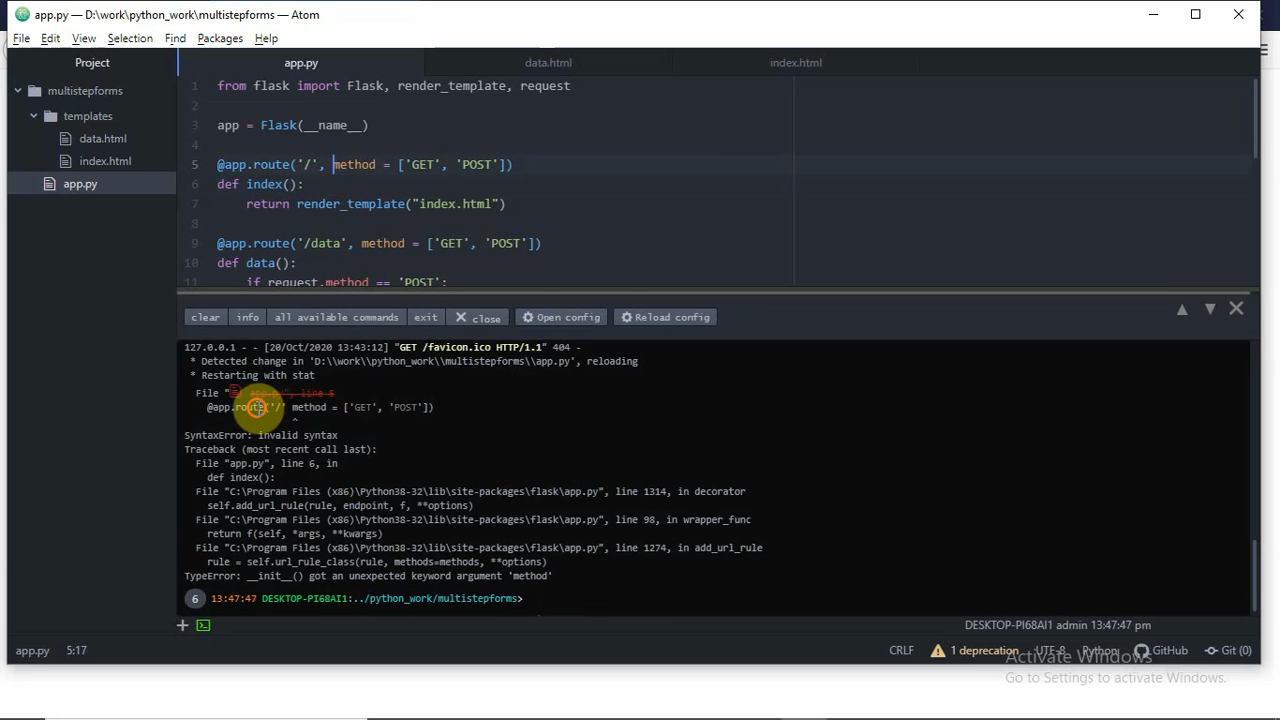 app.py — D:\work\python_work\multistepforms — Atom
File Edit View Selection Find Packages Help
Project
app.py
data.html
index.html
multistepforms
templates
data.html
index.html
app.py
1 from flask import Flask, render_template, request
2
3 app = Flask(__name__)
4
5 @app.route('/', method = ['GET', 'POST'])
6 def index():
7 return render_template("index.html")
8
9 @app.route('/data', method = ['GET', 'POST'])
10 def data():
11 if request.method == 'POST':
clear info all available commands exit close Open config Reload config
127.0.0.1 - - [20/Oct/2020 13:43:12] "GET /favicon.ico HTTP/1.1" 404 -
* Detected change in 'D:\\work\\python_work\\multistepforms\\app.py', reloading
* Restarting with stat
File " app.py", line 5
@app.route('/' method = ['GET', 'POST'])
^
SyntaxError: invalid syntax
Traceback (most recent call last):
File "app.py", line 6, in
def index():
File "C:\Program Files (x86)\Python38-32\lib\site-packages\flask\app.py", line 1314, in decorator
self.add_url_rule(rule, endpoint, f, **options)
File "C:\Program Files (x86)\Python38-32\lib\site-packages\flask\app.py", line 98, in wrapper_func
return f(self, *args, **kwargs)
File "C:\Program Files (x86)\Python38-32\lib\site-packages\flask\app.py", line 1274, in add_url_rule
rule = self.url_rule_class(rule, methods=methods, **options)
TypeError: __init__() got an unexpected keyword argument 'method'
6 13:47:47 DESKTOP-PI68AI1:../python_work/multistepforms>
DESKTOP-PI68AI1 admin 13:47:47 pm
app.py 5:17 CRLF 1 deprecation UTF-8 Python GitHub Git (0)
Activate Windows
Go to Settings to activate Windows.